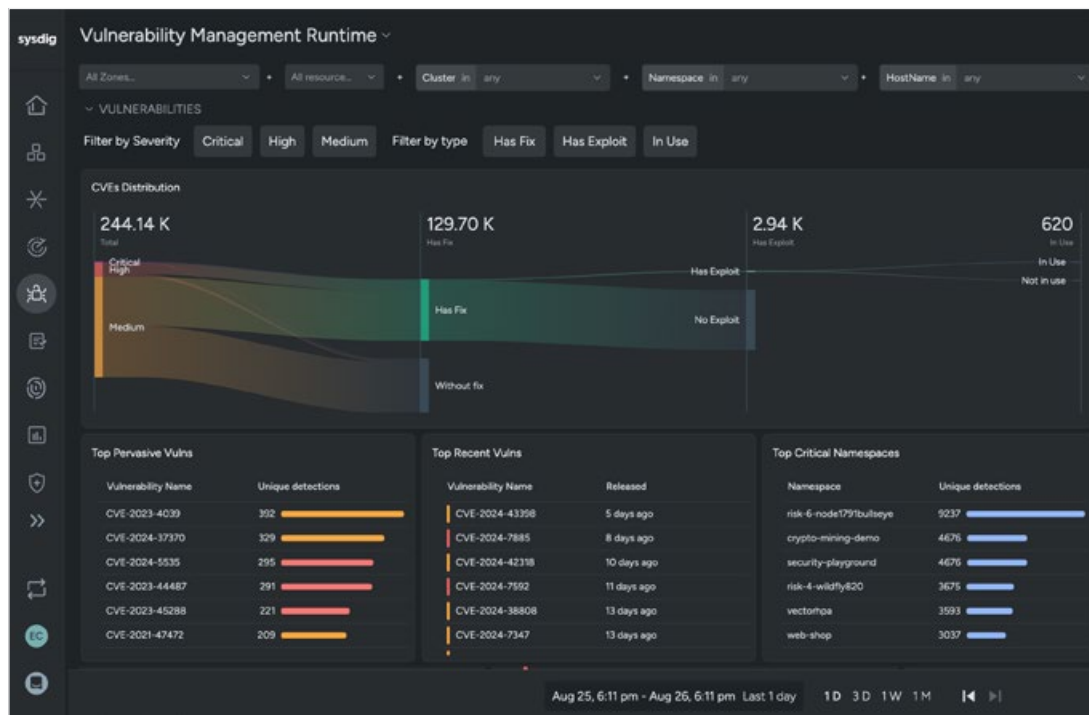 sysdig
Vulnerability Management Runtime
All Zones...
All resource...
Cluster in any
Namespace in any
HostName in any
VULNERABILITIES
Filter by Severity
Critical
High
Medium
Filter by type
Has Fix
Has Exploit
In Use
CVEs Distribution
244.14 K
Total
129.70 K
Has Fix
2.94 K
Has Exploit
620
In Use
Critical
High
Medium
Has Fix
Without fix
Has Exploit
No Exploit
In Use
Not in use
Top Pervasive Vulns
Vulnerability Name Unique detections
CVE-2023-4039 392
CVE-2024-37370 329
CVE-2024-5535 295
CVE-2023-44487 291
CVE-2023-45288 221
CVE-2021-47472 209
Top Recent Vulns
Vulnerability Name Released
CVE-2024-43398 5 days ago
CVE-2024-7885 8 days ago
CVE-2024-42318 10 days ago
CVE-2024-7592 11 days ago
CVE-2024-38808 13 days ago
CVE-2024-7347 13 days ago
Top Critical Namespaces
Namespace Unique detections
risk-6-node1791bullseye 9237
crypto-mining-demo 4676
security-playground 4676
risk-4-wildfly820 3675
vectorhpa 3593
web-shop 3037
EC
Aug 25, 6:11 pm - Aug 26, 6:11 pm Last 1 day
1 D 3 D 1 W 1 M